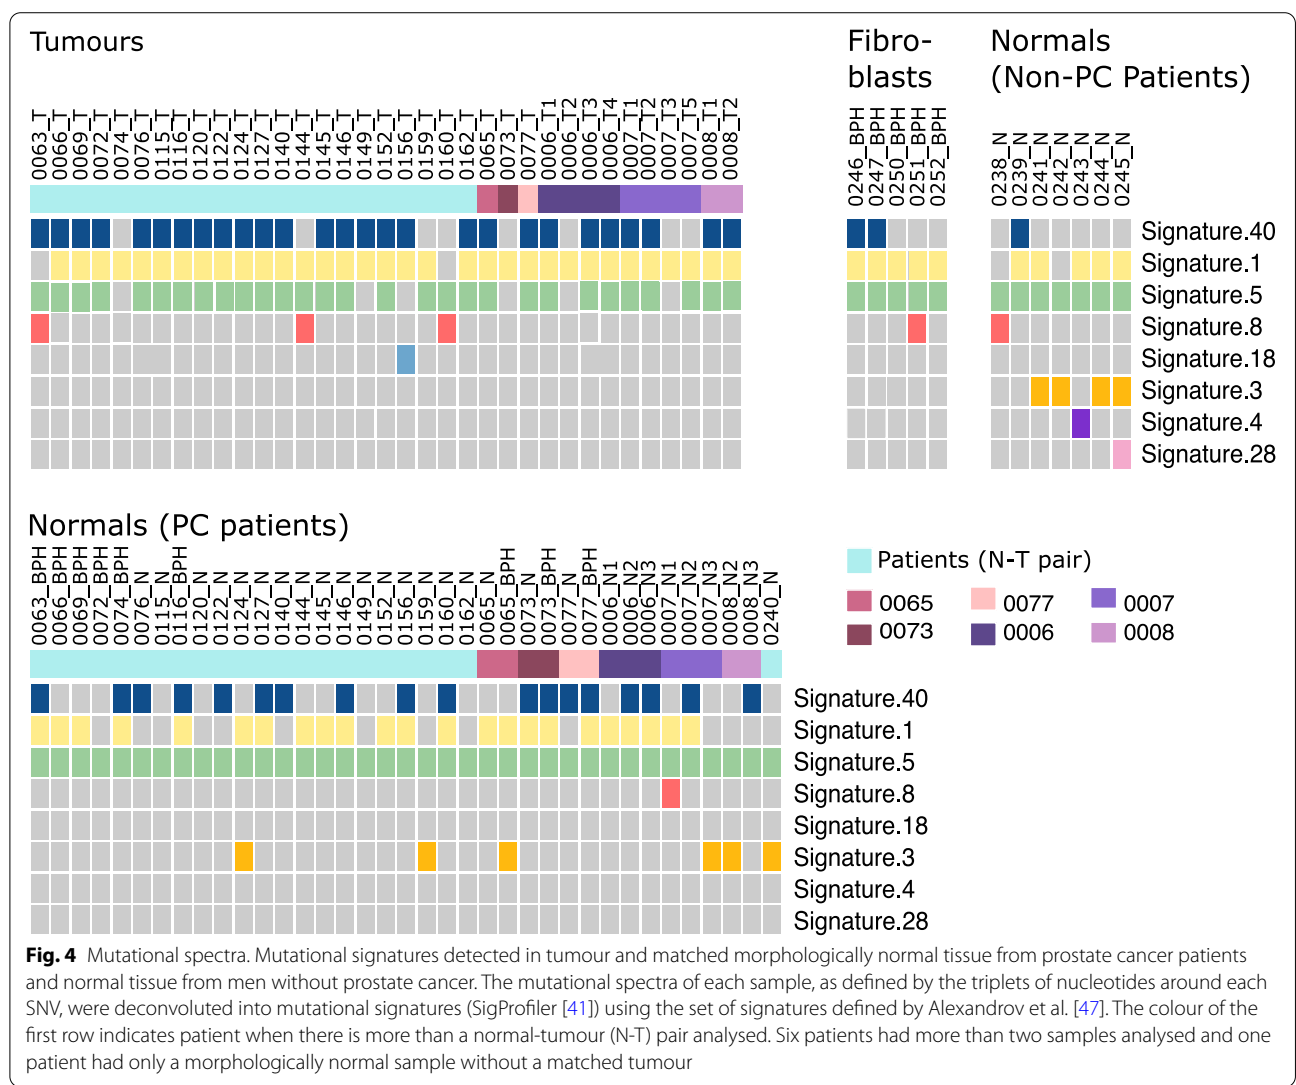 Tumours
Fibro-
blasts
Normals
(Non-PC Patients)
0063_T
0066_T
0069_T
0072_T
0074_T
0076_T
0115_T
0116_T
0120_T
0122_T
0124_T
0127_T
0140_T
0144_T
0145_T
0146_T
0149_T
0152_T
0156_T
0159_T
0160_T
0162_T
0065_T
0073_T
0077_T
0006_T1
0006_T2
0006_T3
0006_T4
0007_T1
0007_T2
0007_T3
0007_T5
0008_T1
0008_T2
0246_BPH
0247_BPH
0250_BPH
0251_BPH
0252_BPH
0238_N
0239_N
0241_N
0242_N
0243_N
0244_N
0245_N
Signature.40
Signature.1
Signature.5
Signature.8
Signature.18
Signature.3
Signature.4
Signature.28
Normals (PC patients)
0063_BPH
0066_BPH
0069_BPH
0072_BPH
0074_BPH
0076_N
0115_N
0116_BPH
0120_N
0122_N
0124_N
0127_N
0140_N
0144_N
0145_N
0146_N
0149_N
0152_N
0156_N
0159_N
0160_N
0162_N
0065_N
0065_BPH
0073_N
0073_BPH
0077_N
0077_BPH
0006_N1
0006_N2
0006_N3
0007_N1
0007_N2
0007_N3
0008_N2
0008_N3
0240_N
Patients (N-T pair)
0065
0077
0007
0073
0006
0008
Signature.40
Signature.1
Signature.5
Signature.8
Signature.18
Signature.3
Signature.4
Signature.28
Fig. 4 Mutational spectra. Mutational signatures detected in tumour and matched morphologically normal tissue from prostate cancer patients
and normal tissue from men without prostate cancer. The mutational spectra of each sample, as defined by the triplets of nucleotides around each
SNV, were deconvoluted into mutational signatures (SigProfiler [41]) using the set of signatures defined by Alexandrov et al. [47]. The colour of the
first row indicates patient when there is more than a normal-tumour (N-T) pair analysed. Six patients had more than two samples analysed and one
patient had only a morphologically normal sample without a matched tumour